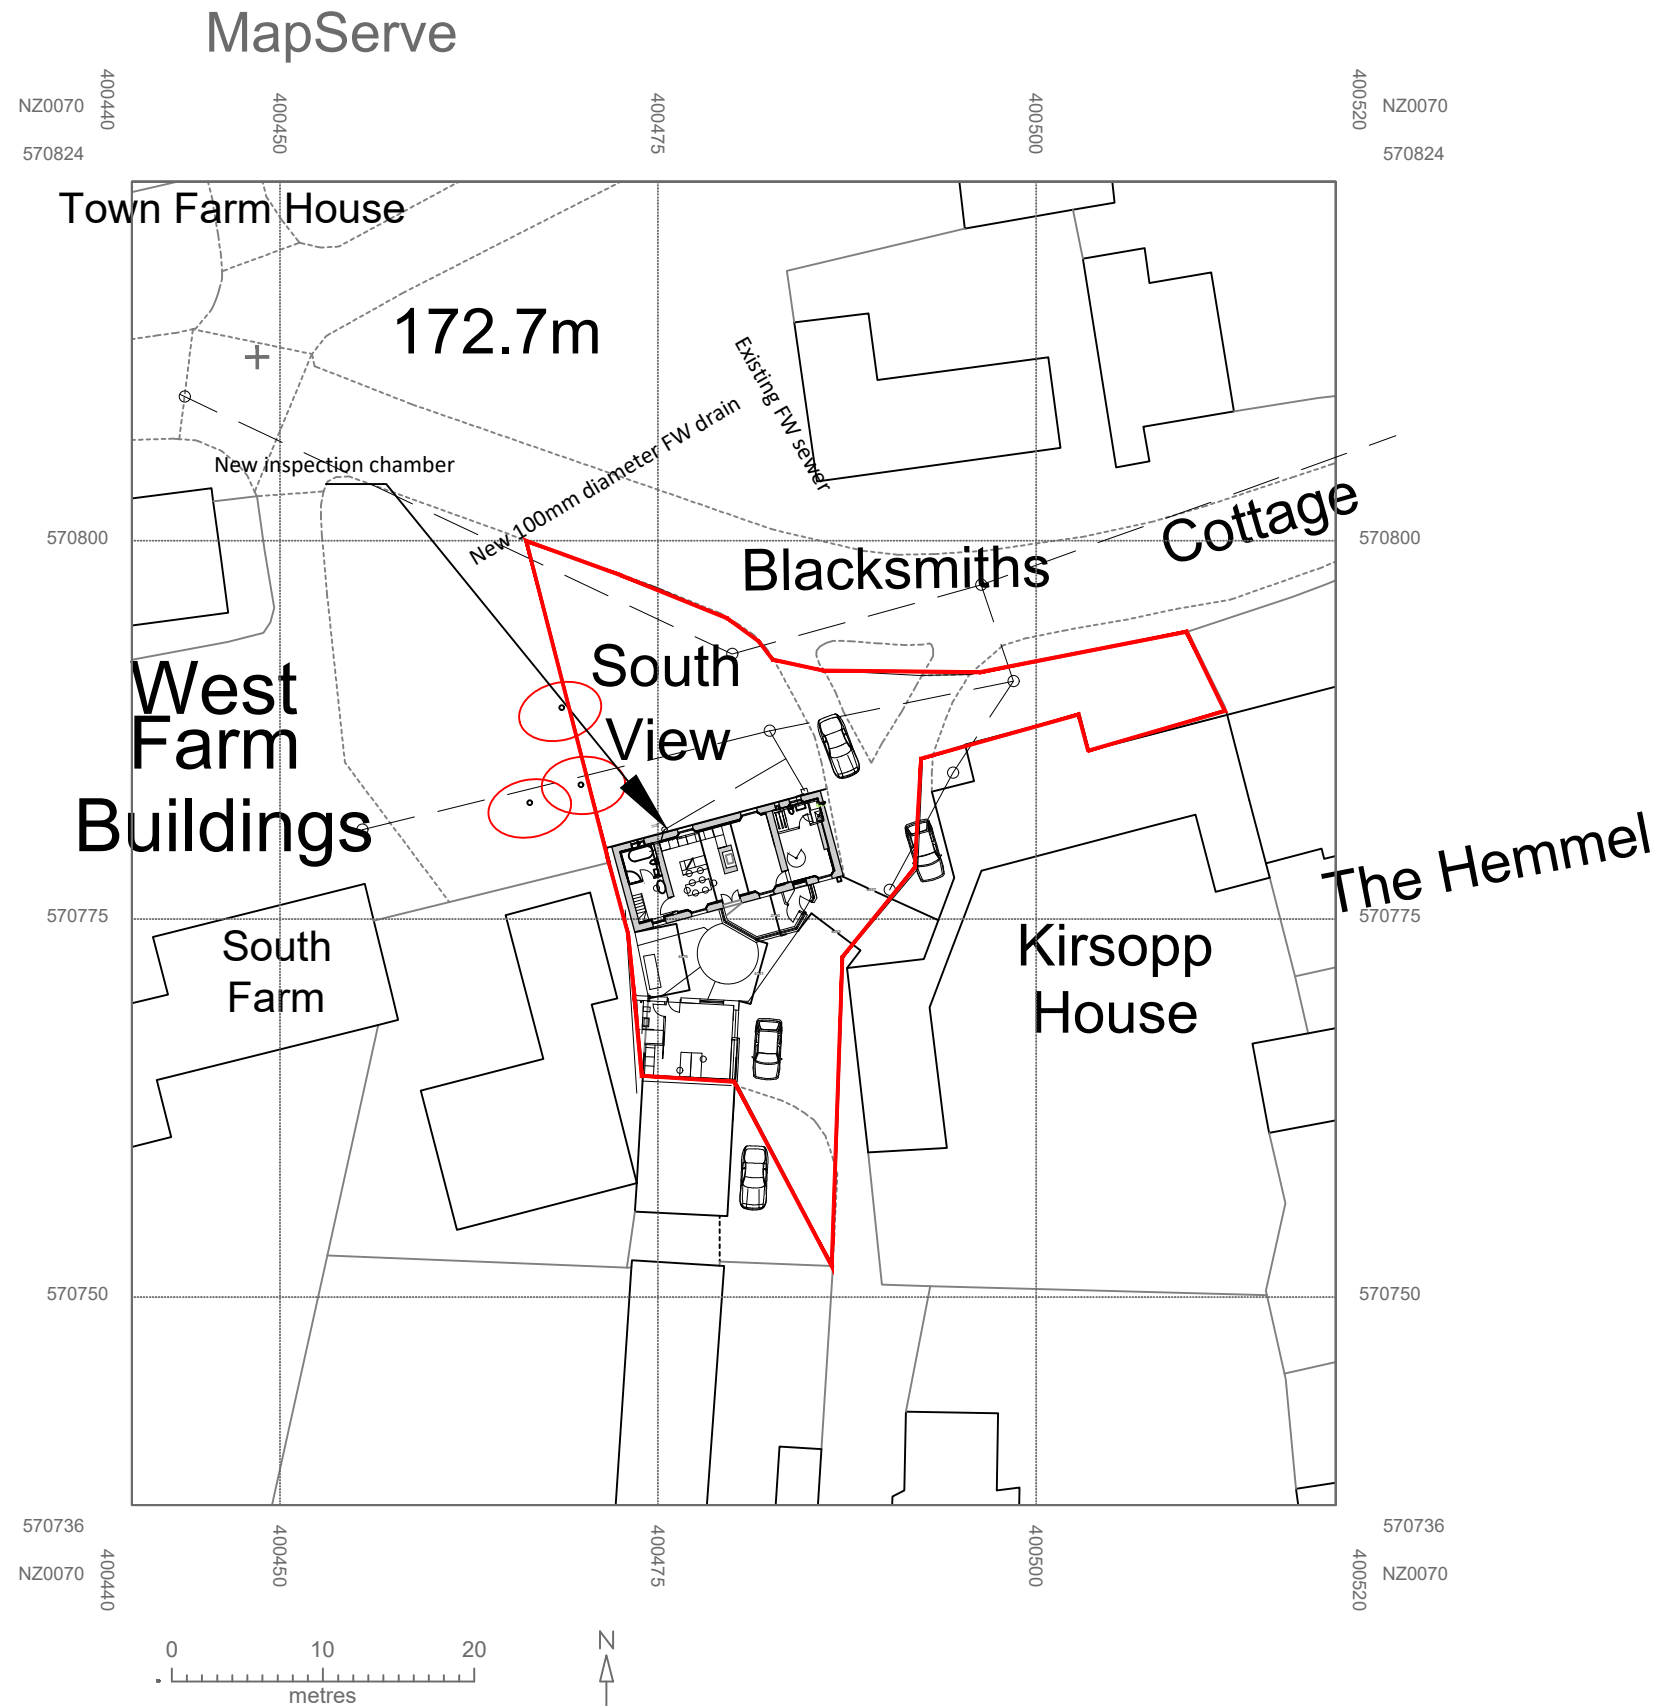 MapServe
400440
400450
400475
400500
400520
NZ0070
NZ0070
570824
570824
Town Farm House
172.7m
Existing FW sewer
New 100mm diameter FW drain
New inspection chamber
570800
570800
Cottage
Blacksmiths
South
View
West
Farm
Buildings
The Hemmel
570775
570775
South
Farm
Kirsopp
House
570750
570750
570736
570736
400440
400450
400475
400500
400520
NZ0070
NZ0070
0 10 20
metres
N